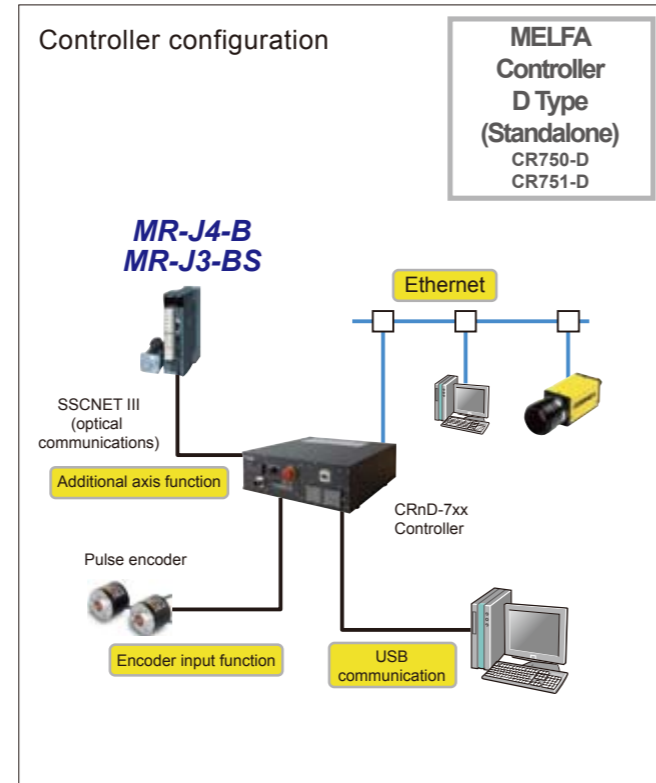 Controller configuration
MELFA
Controller
D Type
(Standalone)
CR750-D
CR751-D
MR-J4-B
MR-J3-BS
Ethernet
SSCNET III
(optical
communications)
Additional axis function
CRnD-7xx
Controller
Pulse encoder
Encoder input function
USB
communication